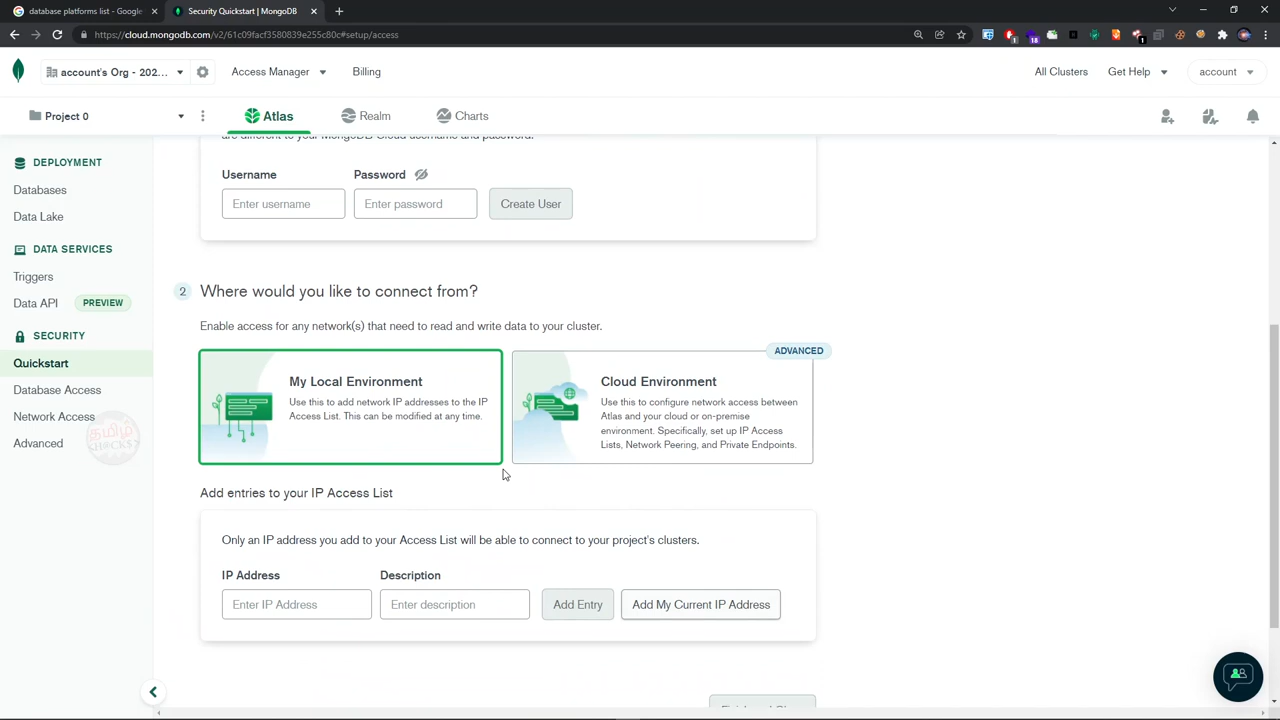 database platforms list - Google
Security Quickstart | MongoDB
https://cloud.mongodb.com/v2/61c09facf3580839e255c80c#setup/access
account's Org - 202...
Access Manager
Billing
All Clusters
Get Help
account
Project 0
Atlas
Realm
Charts
are different to your MongoDB Cloud username and password.
DEPLOYMENT
Databases
Data Lake
DATA SERVICES
Triggers
Data API
PREVIEW
SECURITY
Quickstart
Database Access
Network Access
Advanced
Username
Password
Enter username
Enter password
Create User
2
Where would you like to connect from?
Enable access for any network(s) that need to read and write data to your cluster.
My Local Environment
Use this to add network IP addresses to the IP
Access List. This can be modified at any time.
ADVANCED
Cloud Environment
Use this to configure network access between
Atlas and your cloud or on-premise
environment. Specifically, set up IP Access
Lists, Network Peering, and Private Endpoints.
Add entries to your IP Access List
Only an IP address you add to your Access List will be able to connect to your project's clusters.
IP Address
Description
Enter IP Address
Enter description
Add Entry
Add My Current IP Address